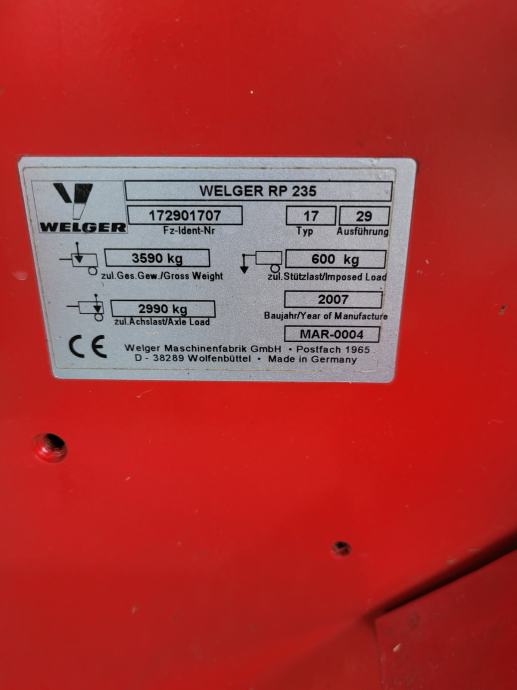 WELGER RP 235
WELGER
172901707 17 29
Fz-Ident-Nr Typ Ausführung
3590 kg 600 kg
zul.Ges.Gew./Gross Weight zul.Stützlast/Imposed Load
2990 kg 2007
zul.Achslast/Axle Load Baujahr/Year of Manufacture
MAR-0004
CE Welger Maschinenfabrik GmbH • Postfach 1965
D - 38289 Wolfenbüttel • Made in Germany